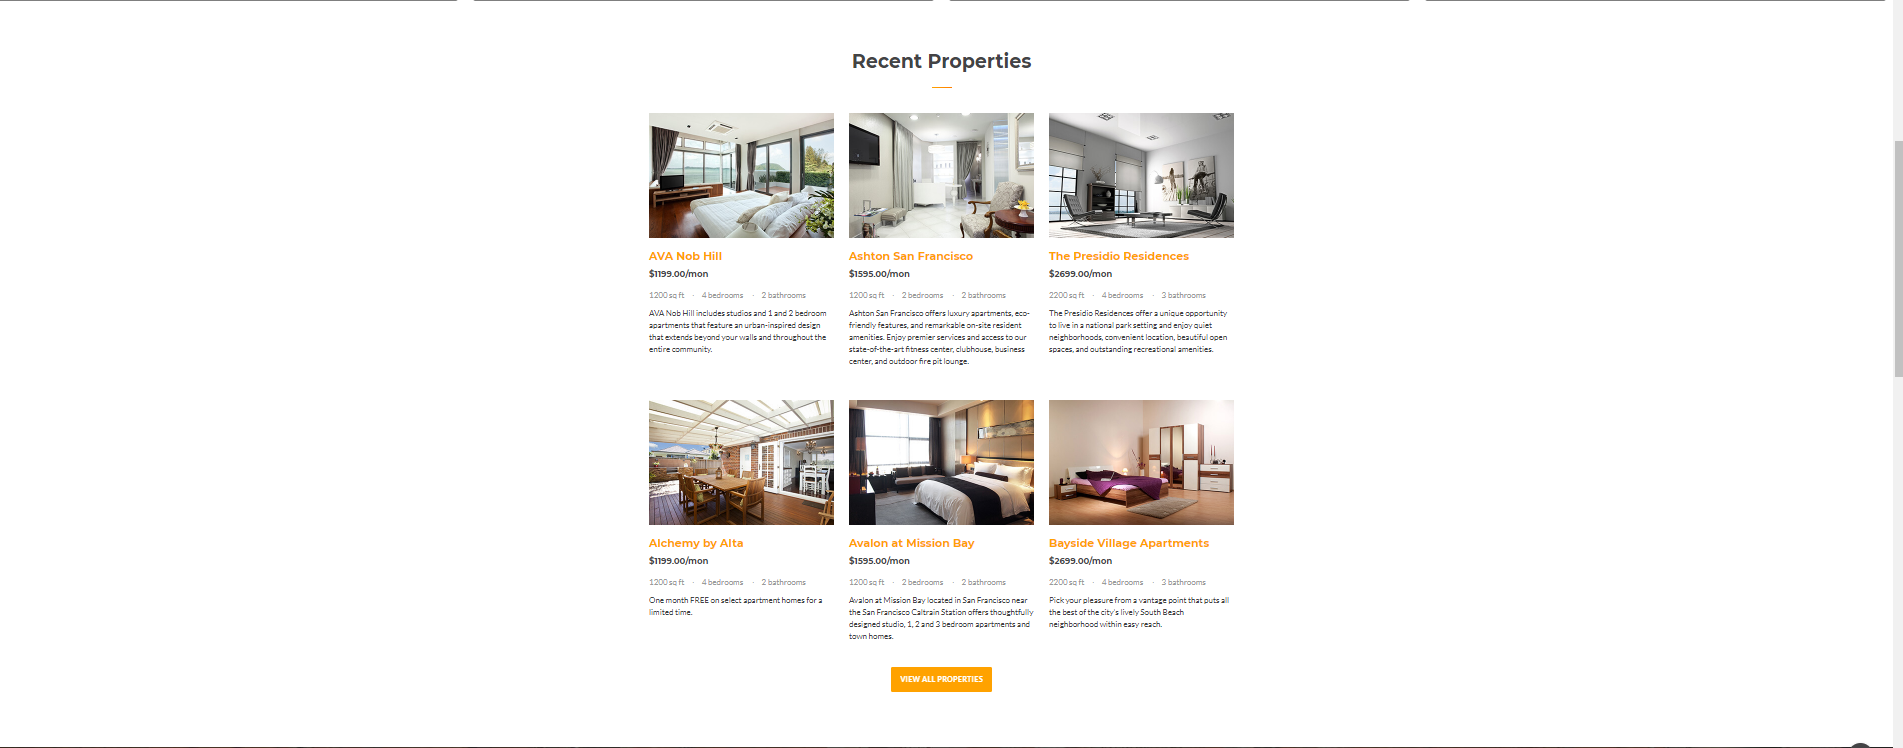 Recent Properties
AVA Nob Hill
$1199.00/mon
1200 sq ft · 4 bedrooms · 2 bathrooms
AVA Nob Hill includes studios and 1 and 2 bedroom
apartments that feature an urban-inspired design
that extends beyond your walls and throughout the
entire community.
Ashton San Francisco
$1595.00/mon
1200 sq ft · 2 bedrooms · 2 bathrooms
Ashton San Francisco offers luxury apartments, eco-
friendly features, and remarkable on-site resident
amenities. Enjoy premier services and access to our
state-of-the-art fitness center, clubhouse, business
center, and outdoor fire pit lounge.
The Presidio Residences
$2699.00/mon
2200 sq ft · 4 bedrooms · 3 bathrooms
The Presidio Residences offer a unique opportunity
to live in a national park setting and enjoy quiet
neighborhoods, convenient location, beautiful open
spaces, and outstanding recreational amenities.
Alchemy by Alta
$1199.00/mon
1200 sq ft · 4 bedrooms · 2 bathrooms
One month FREE on select apartment homes for a
limited time.
Avalon at Mission Bay
$1595.00/mon
1200 sq ft · 2 bedrooms · 2 bathrooms
Avalon at Mission Bay located in San Francisco near
the San Francisco Caltrain Station offers thoughtfully
designed studio, 1, 2 and 3 bedroom apartments and
town homes.
Bayside Village Apartments
$2699.00/mon
2200 sq ft · 4 bedrooms · 3 bathrooms
Pick your pleasure from a vantage point that puts all
the best of the city's lively South Beach
neighborhood within easy reach.
VIEW ALL PROPERTIES